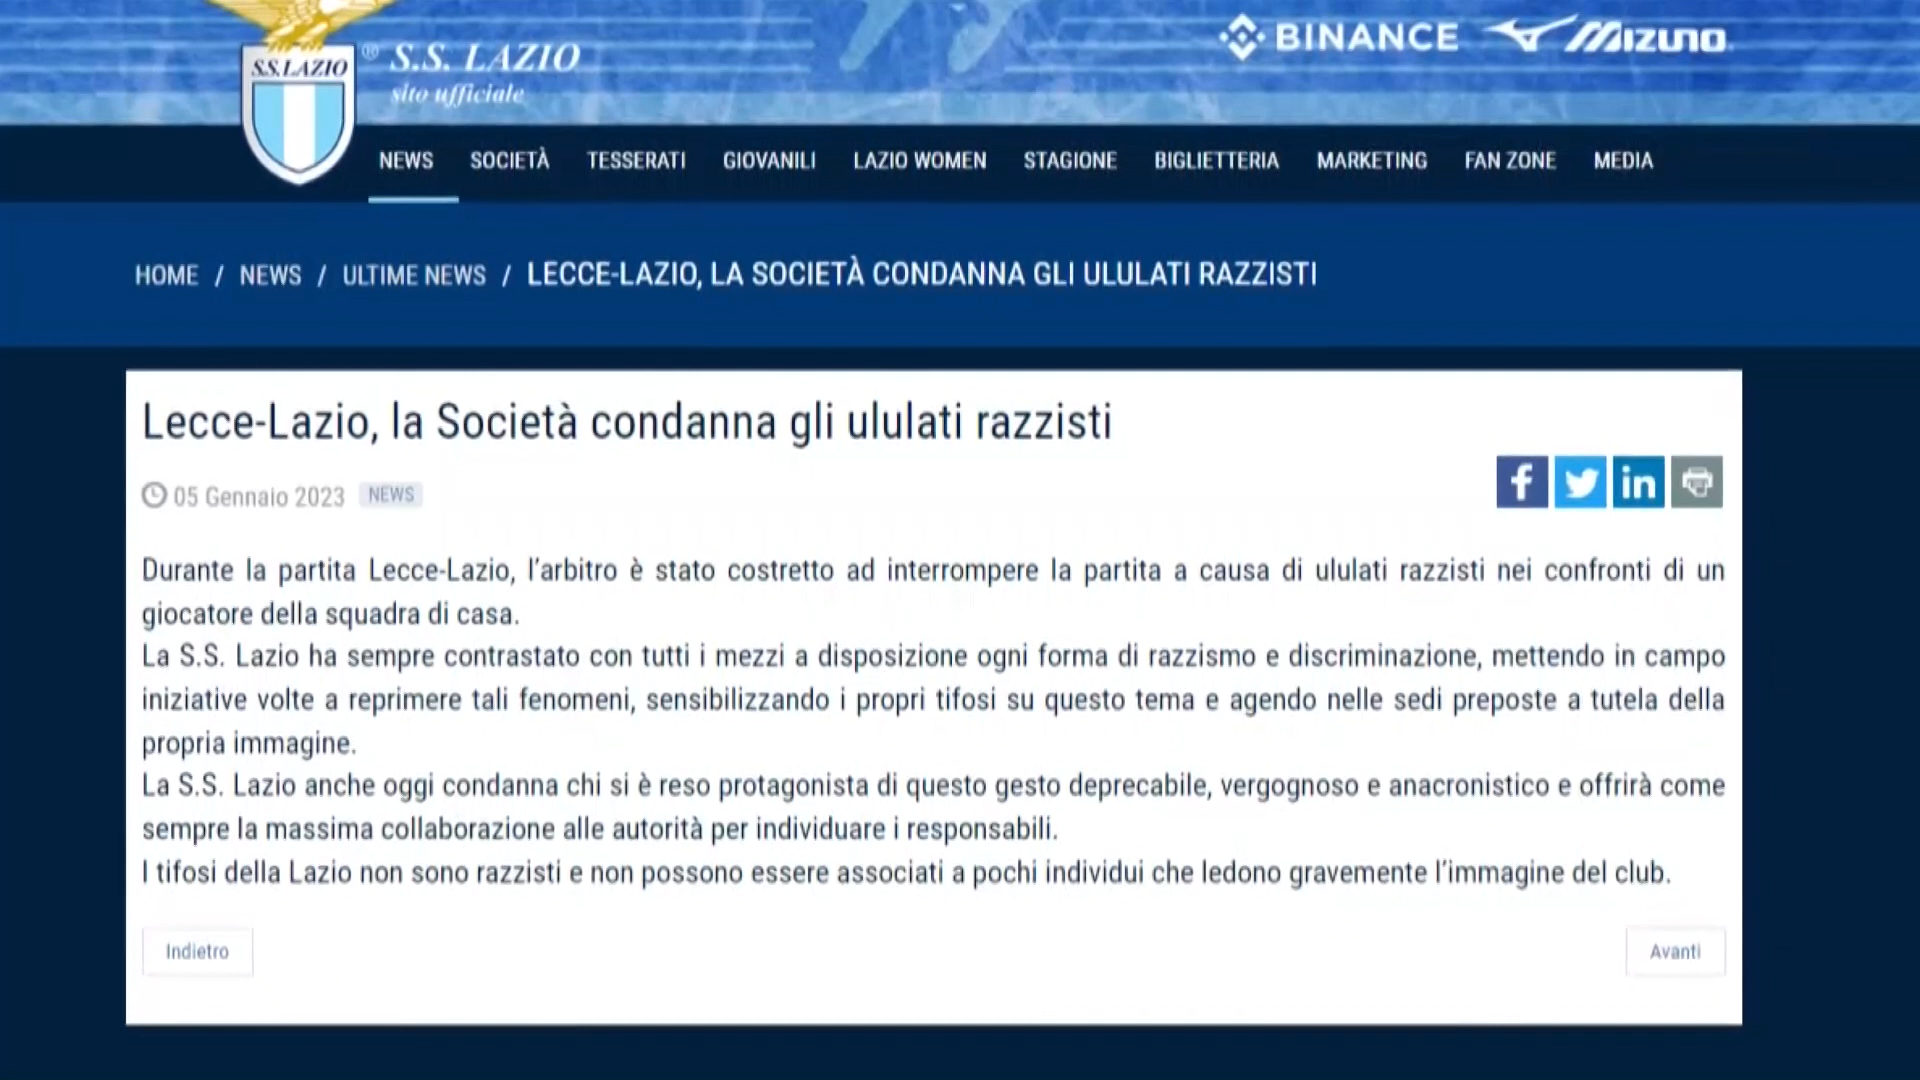 S.S.LAZIO
® S.S. LAZIO
sito ufficiale
BINANCE
Mizuno
NEWS SOCIETÀ TESSERATI GIOVANILI LAZIO WOMEN STAGIONE BIGLIETTERIA MARKETING FAN ZONE MEDIA
HOME / NEWS / ULTIME NEWS / LECCE-LAZIO, LA SOCIETÀ CONDANNA GLI ULULATI RAZZISTI
Lecce-Lazio, la Società condanna gli ululati razzisti
05 Gennaio 2023 NEWS
Durante la partita Lecce-Lazio, l’arbitro è stato costretto ad interrompere la partita a causa di ululati razzisti nei confronti di un
giocatore della squadra di casa.
La S.S. Lazio ha sempre contrastato con tutti i mezzi a disposizione ogni forma di razzismo e discriminazione, mettendo in campo
iniziative volte a reprimere tali fenomeni, sensibilizzando i propri tifosi su questo tema e agendo nelle sedi preposte a tutela della
propria immagine.
La S.S. Lazio anche oggi condanna chi si è reso protagonista di questo gesto deprecabile, vergognoso e anacronistico e offrirà come
sempre la massima collaborazione alle autorità per individuare i responsabili.
I tifosi della Lazio non sono razzisti e non possono essere associati a pochi individui che ledono gravemente l’immagine del club.
Indietro
Avanti